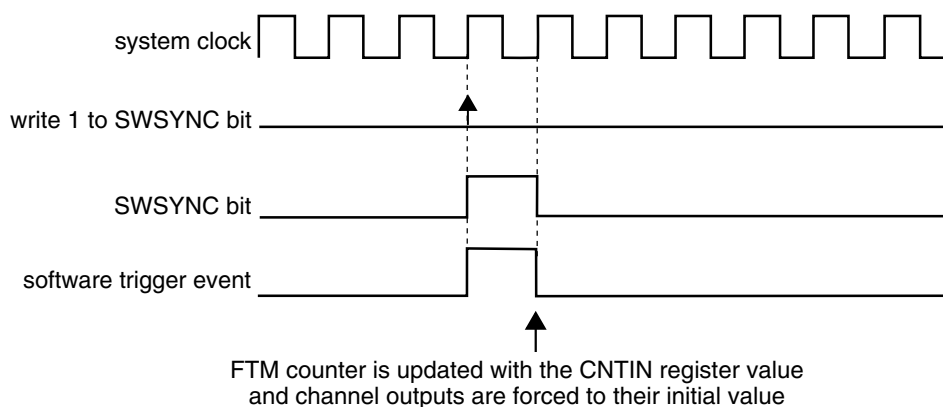 system clock
write 1 to SWSYNC bit
SWSYNC bit
software trigger event
FTM counter is updated with the CNTIN register value
and channel outputs are forced to their initial value